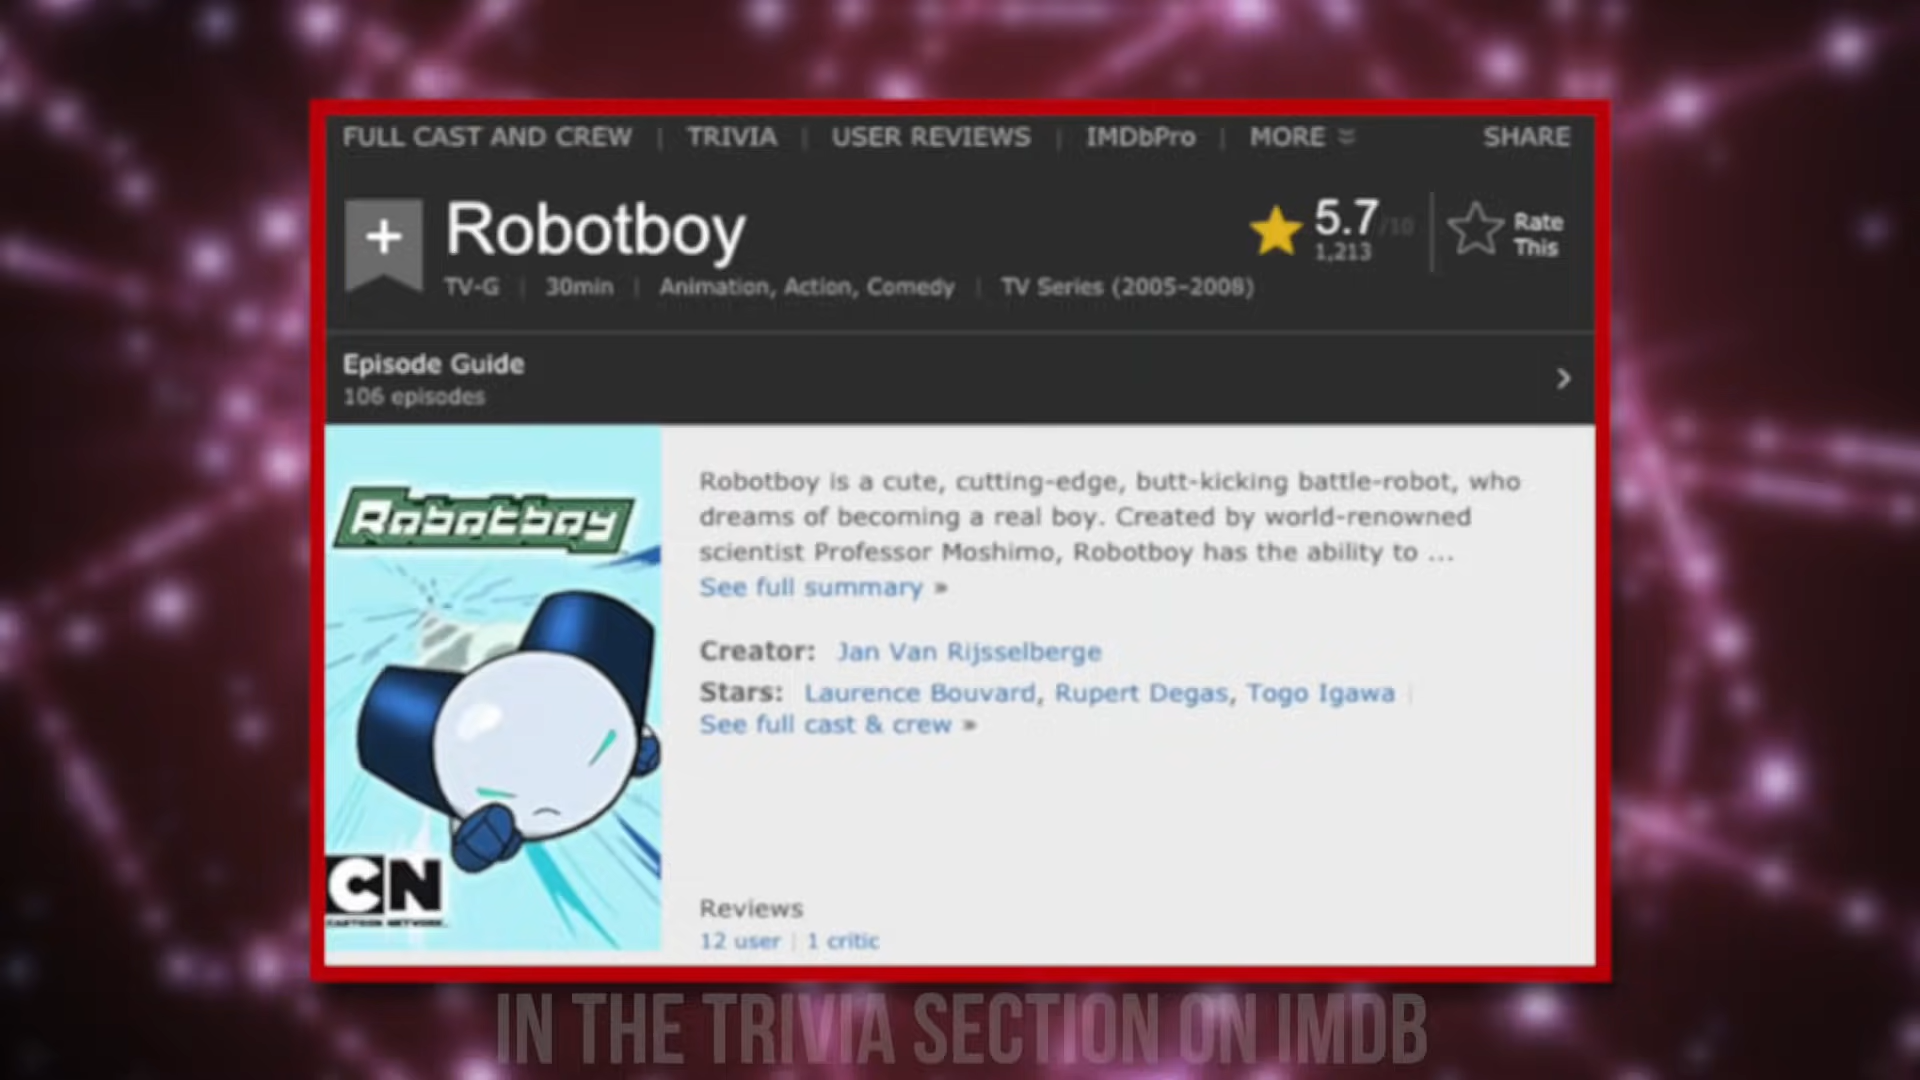 FULL CAST AND CREW | TRIVIA | USER REVIEWS | IMDbPro | MORE SHARE
+ Robotboy
5.7/10
1,213
Rate This
TV-G | 30min | Animation, Action, Comedy | TV Series (2005–2008)
Episode Guide
106 episodes
Robotboy
CN
CARTOON NETWORK
Robotboy is a cute, cutting-edge, butt-kicking battle-robot, who
dreams of becoming a real boy. Created by world-renowned
scientist Professor Moshimo, Robotboy has the ability to ...
See full summary »
Creator: Jan Van Rijsselberge
Stars: Laurence Bouvard, Rupert Degas, Togo Igawa |
See full cast & crew »
Reviews
12 user | 1 critic
IN THE TRIVIA SECTION ON IMDB